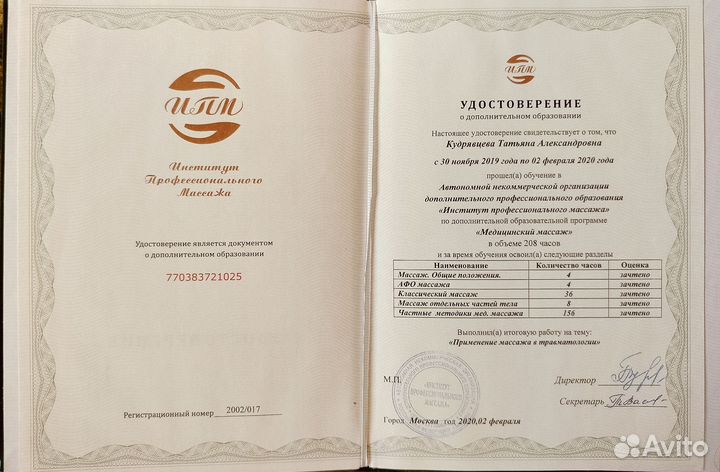 ИПМ
Институт
Профессионального
Массажа
Удостоверение является документом
о дополнительном образовании
770383721025
Регистрационный номер 2002/017
ИПМ
УДОСТОВЕРЕНИЕ
о дополнительном образовании
Настоящее удостоверение свидетельствует о том, что
Кудрявцева Татьяна Александровна
с 30 ноября 2019 года по 02 февраля 2020 года
прошел(а) обучение в
Автономной некоммерческой организации
дополнительного профессионального образования
«Институт профессионального массажа»
по дополнительной образовательной программе
«Медицинский массаж»
в объеме 208 часов
и за время обучения освоил(а) следующие разделы
Наименование Количество часов Оценка
Массаж. Общие положения. 4 зачтено
АФО массажа 4 зачтено
Классический массаж 36 зачтено
Массаж отдельных частей тела 8 зачтено
Частные методики мед. массажа 156 зачтено
Выполнил(а) итоговую работу на тему:
«Применение массажа в травматологии»
«ИНСТИТУТ
ПРОФЕССИОНАЛЬНОГО
МАССАЖА»
М.П.
Директор
Секретарь
Город Москва год 2020,02 февраля
Avito